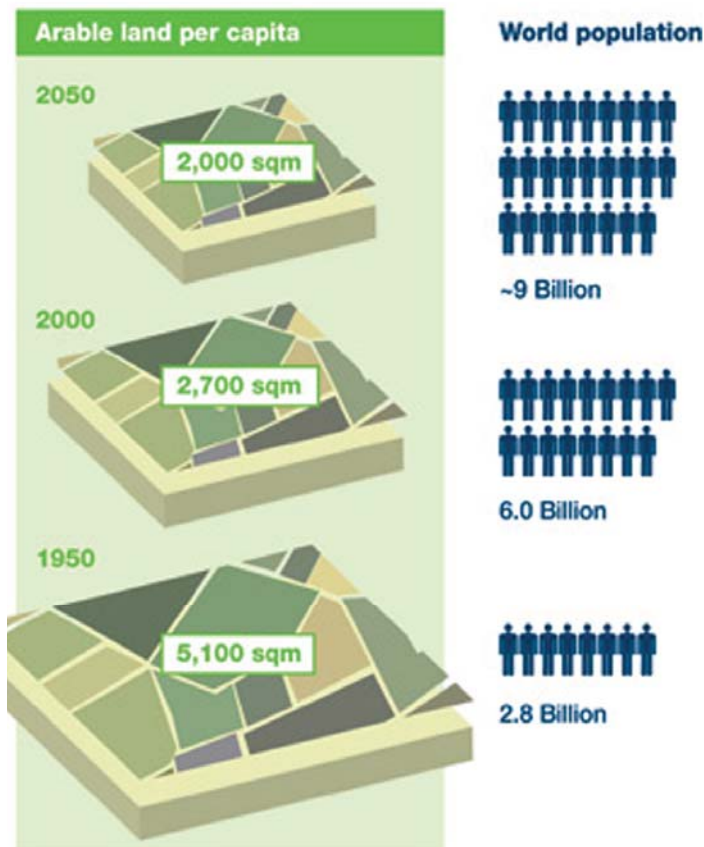 Arable land per capita
World population
2050
2,000 sqm
~9 Billion
2000
2,700 sqm
6.0 Billion
1950
5,100 sqm
2.8 Billion